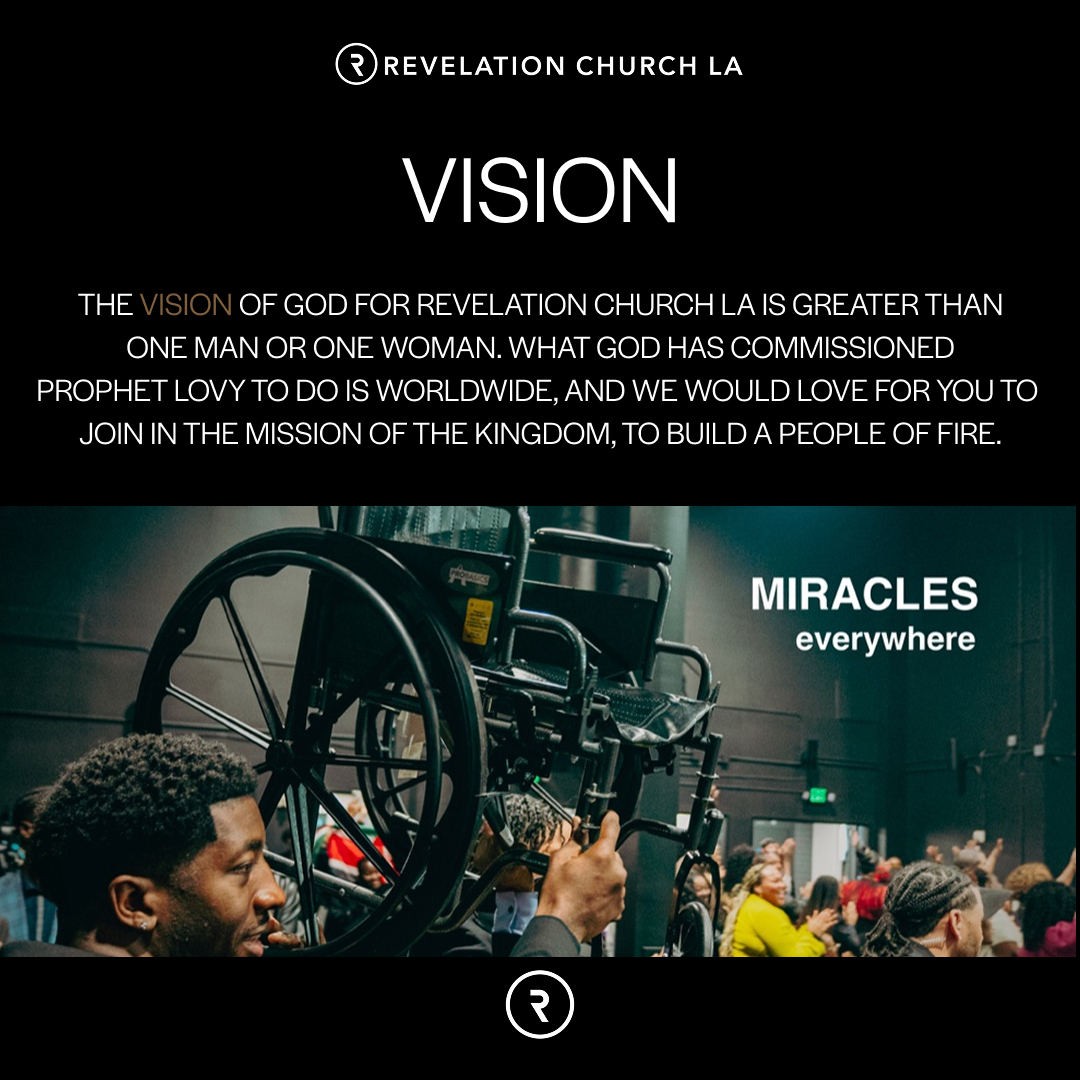 REVELATION CHURCH LA
VISION
THE VISION OF GOD FOR REVELATION CHURCH LA IS GREATER THAN
ONE MAN OR ONE WOMAN. WHAT GOD HAS COMMISSIONED
PROPHET LOVY TO DO IS WORLDWIDE, AND WE WOULD LOVE FOR YOU TO
JOIN IN THE MISSION OF THE KINGDOM, TO BUILD A PEOPLE OF FIRE.
MIRACLES
everywhere